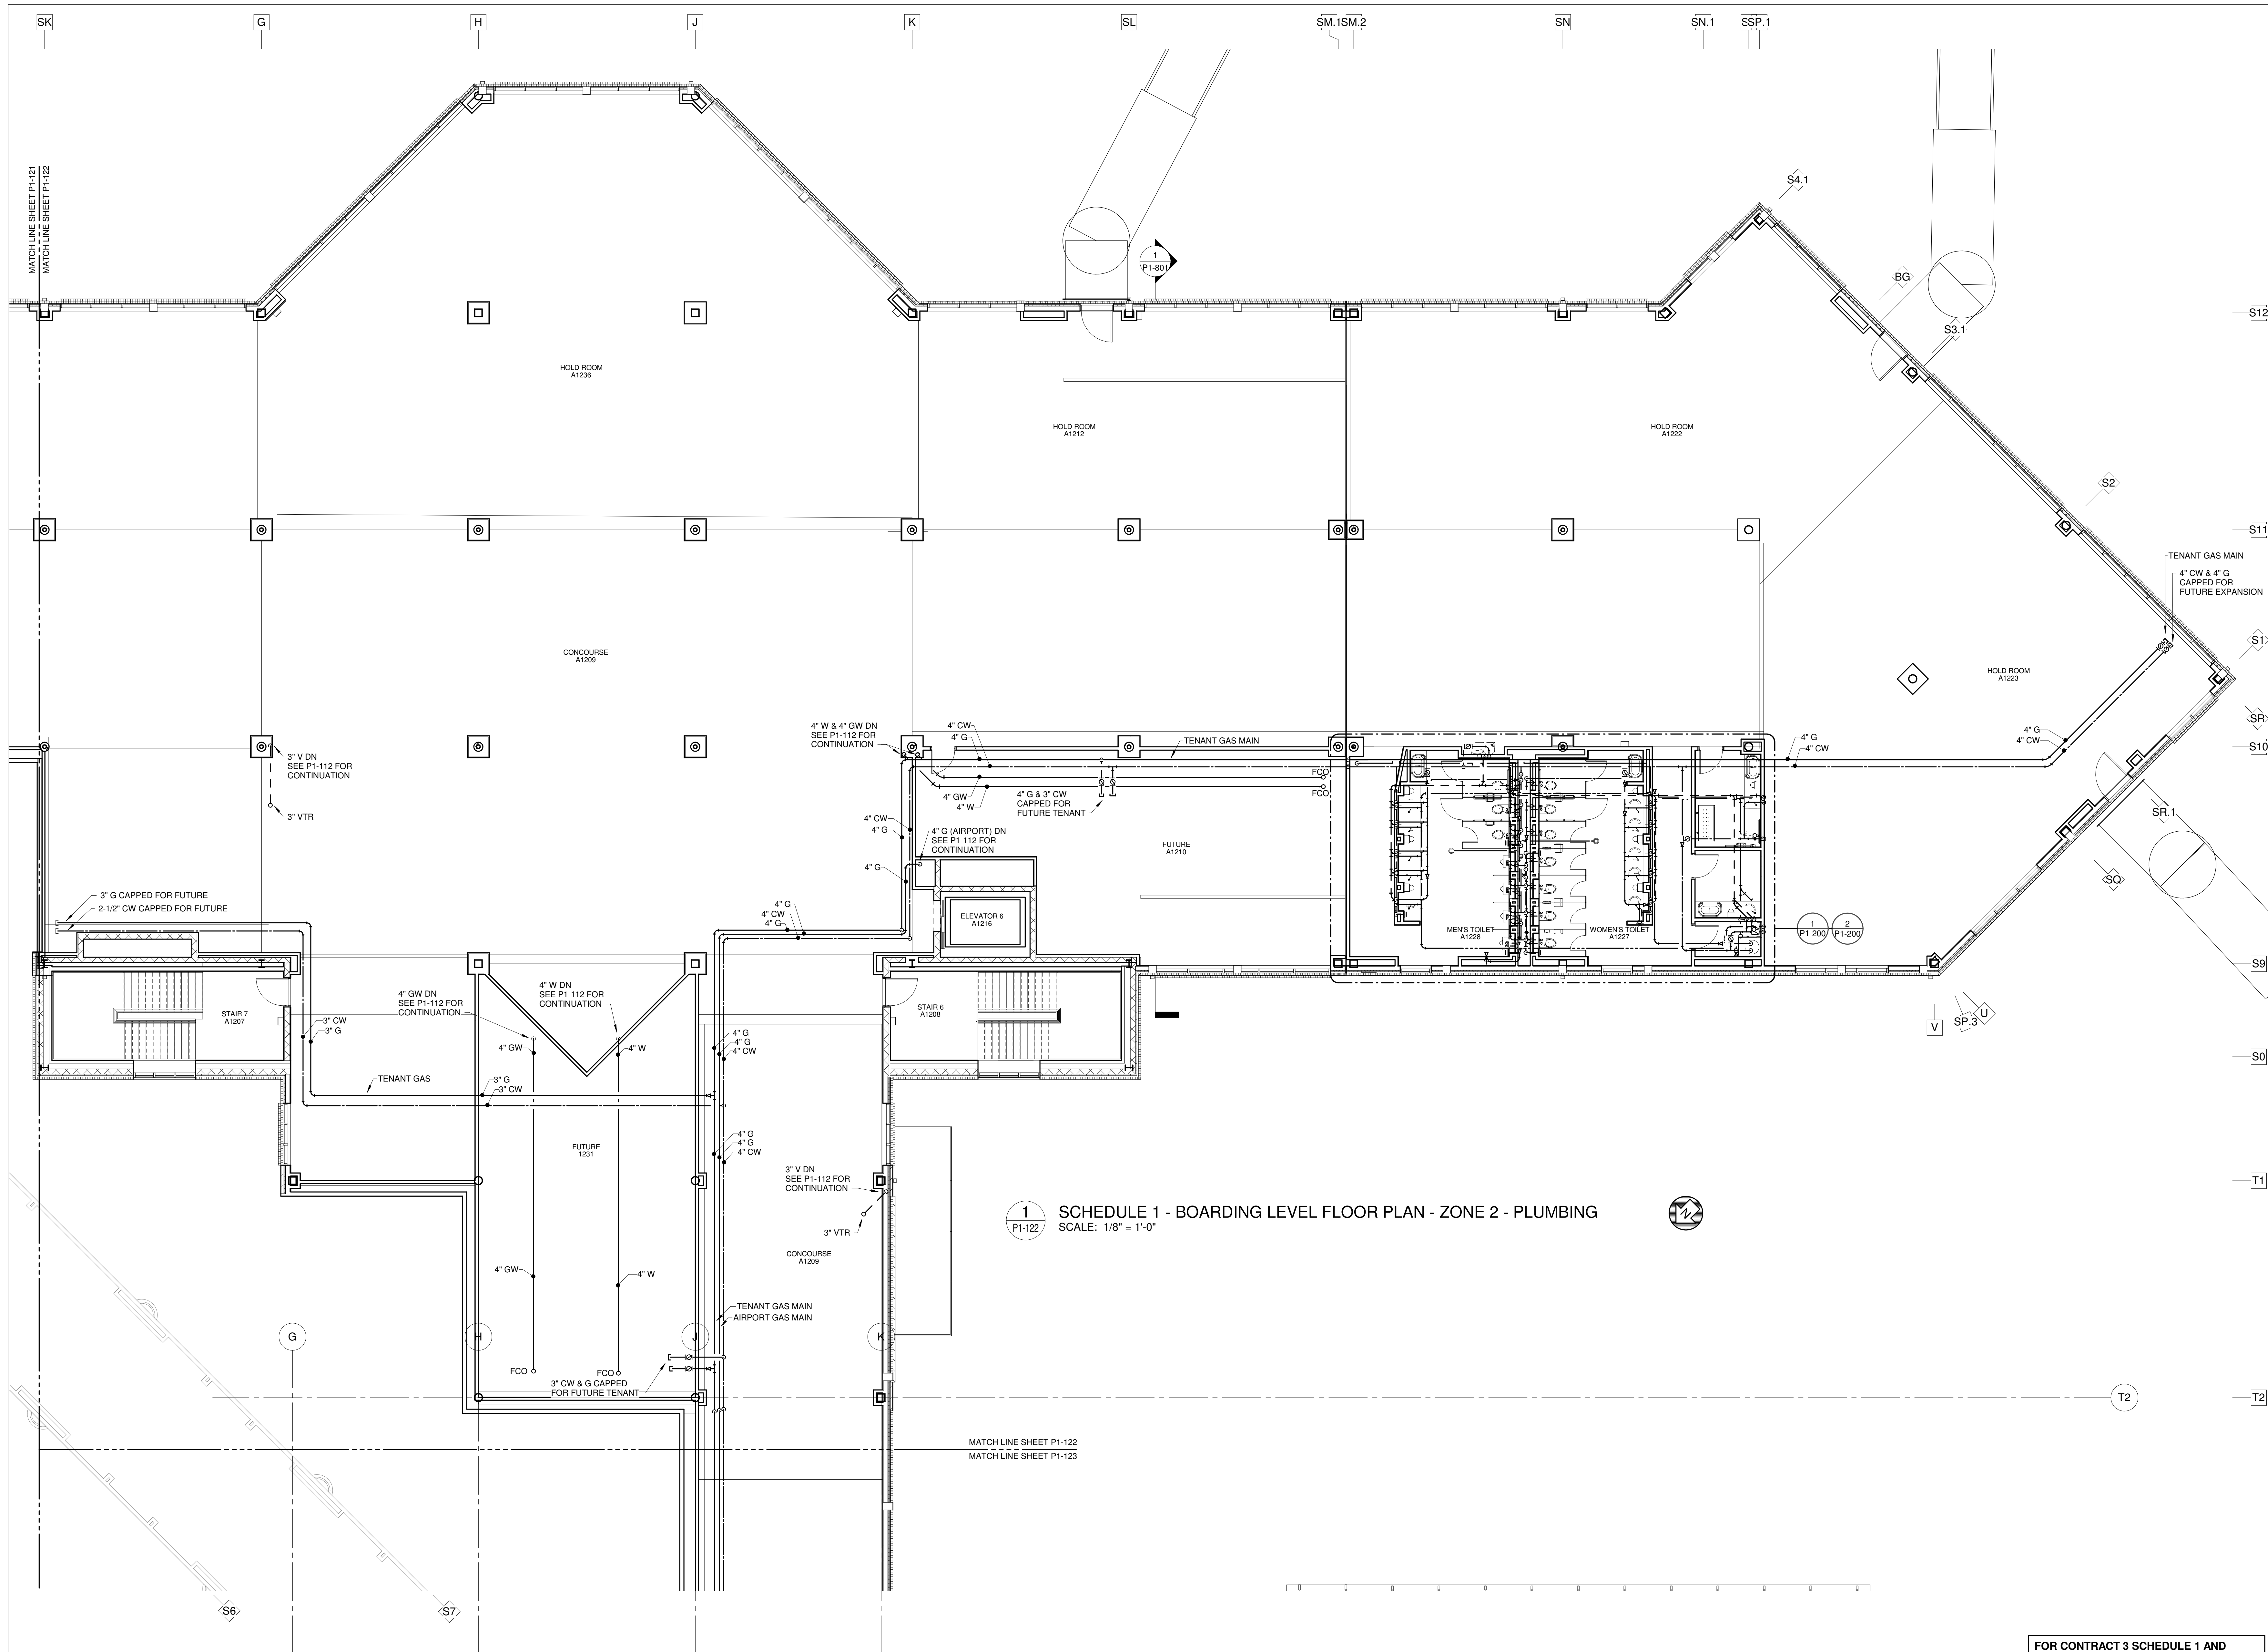 SK
G
H
J
K
SL
SM.1
SM.2
SN
SN.1
S
SP.1
MATCH LINE SHEET P1-121
MATCH LINE SHEET P1-122
S4.1
1
P1-801
BG
S3.1
S12
HOLD ROOM
A1236
HOLD ROOM
A1212
HOLD ROOM
A1222
S2
S11
TENANT GAS MAIN
4" CW & 4" G
CAPPED FOR
FUTURE EXPANSION
S1
CONCOURSE
A1209
HOLD ROOM
A1223
SR
S10
4" W & 4" GW DN
SEE P1-112 FOR
CONTINUATION
4" CW
4" G
TENANT GAS MAIN
4" G
4" CW
4" G
4" CW
3" V DN
SEE P1-112 FOR
CONTINUATION
3" VTR
FCO
FCO
4" GW
4" W
4" G & 3" CW
CAPPED FOR
FUTURE TENANT
4" CW
4" G
4" G (AIRPORT) DN
SEE P1-112 FOR
CONTINUATION
4" G
FUTURE
A1210
SR.1
SQ
3" G CAPPED FOR FUTURE
2-1/2" CW CAPPED FOR FUTURE
4" G
4" CW
4" G
ELEVATOR 6
A1216
MEN'S TOILET
A1228
WOMEN'S TOILET
A1227
1
P1-200
2
P1-200
S9
4" GW DN
SEE P1-112 FOR
CONTINUATION
4" W DN
SEE P1-112 FOR
CONTINUATION
STAIR 7
A1207
STAIR 6
A1208
3" CW
3" G
4" GW
4" W
4" G
4" G
4" CW
V
SP.3
U
S0
TENANT GAS
3" G
3" CW
4" G
4" G
4" CW
FUTURE
1231
3" V DN
SEE P1-112 FOR
CONTINUATION
3" VTR
T1
1
P1-122
SCHEDULE 1 - BOARDING LEVEL FLOOR PLAN - ZONE 2 - PLUMBING
SCALE: 1/8" = 1'-0"
N
CONCOURSE
A1209
4" GW
4" W
TENANT GAS MAIN
AIRPORT GAS MAIN
G
H
J
K
FCO
FCO
3" CW & G CAPPED
FOR FUTURE TENANT
T2
T2
MATCH LINE SHEET P1-122
MATCH LINE SHEET P1-123
S6
S7
FOR CONTRACT 3 SCHEDULE 1 AND